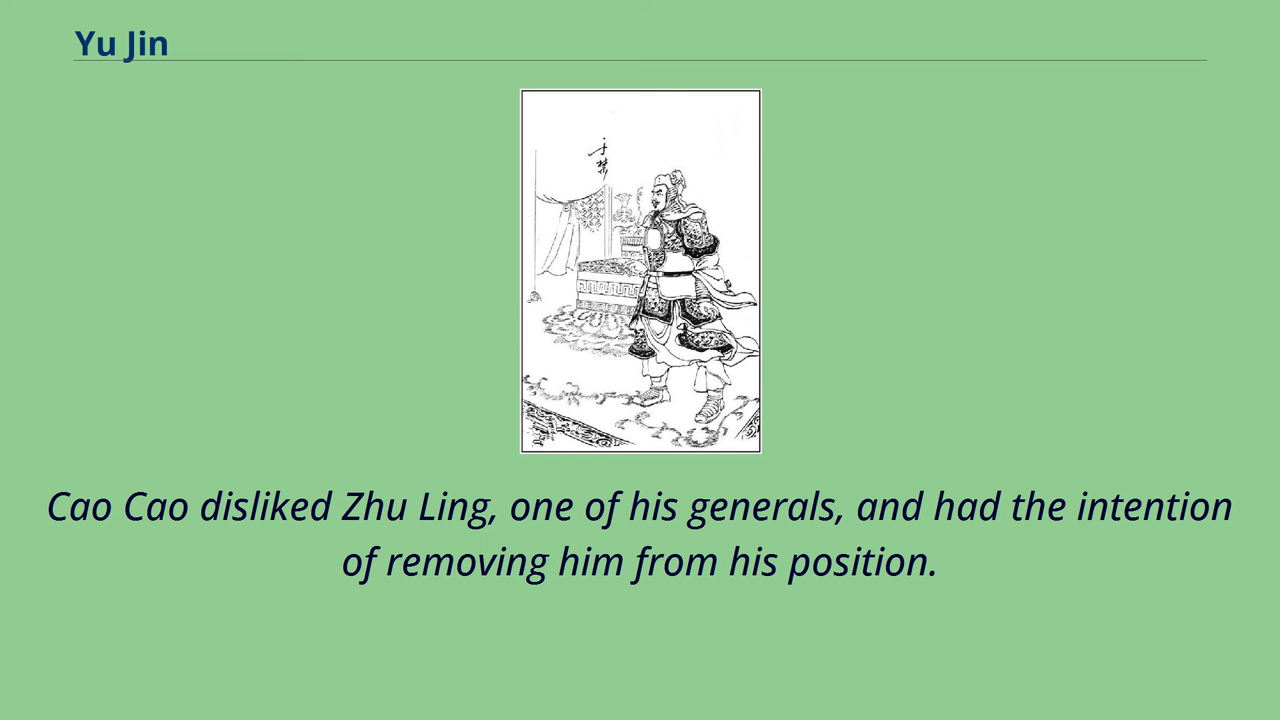 Yu Jin
于禁
Cao Cao disliked Zhu Ling, one of his generals, and had the intention
of removing him from his position.